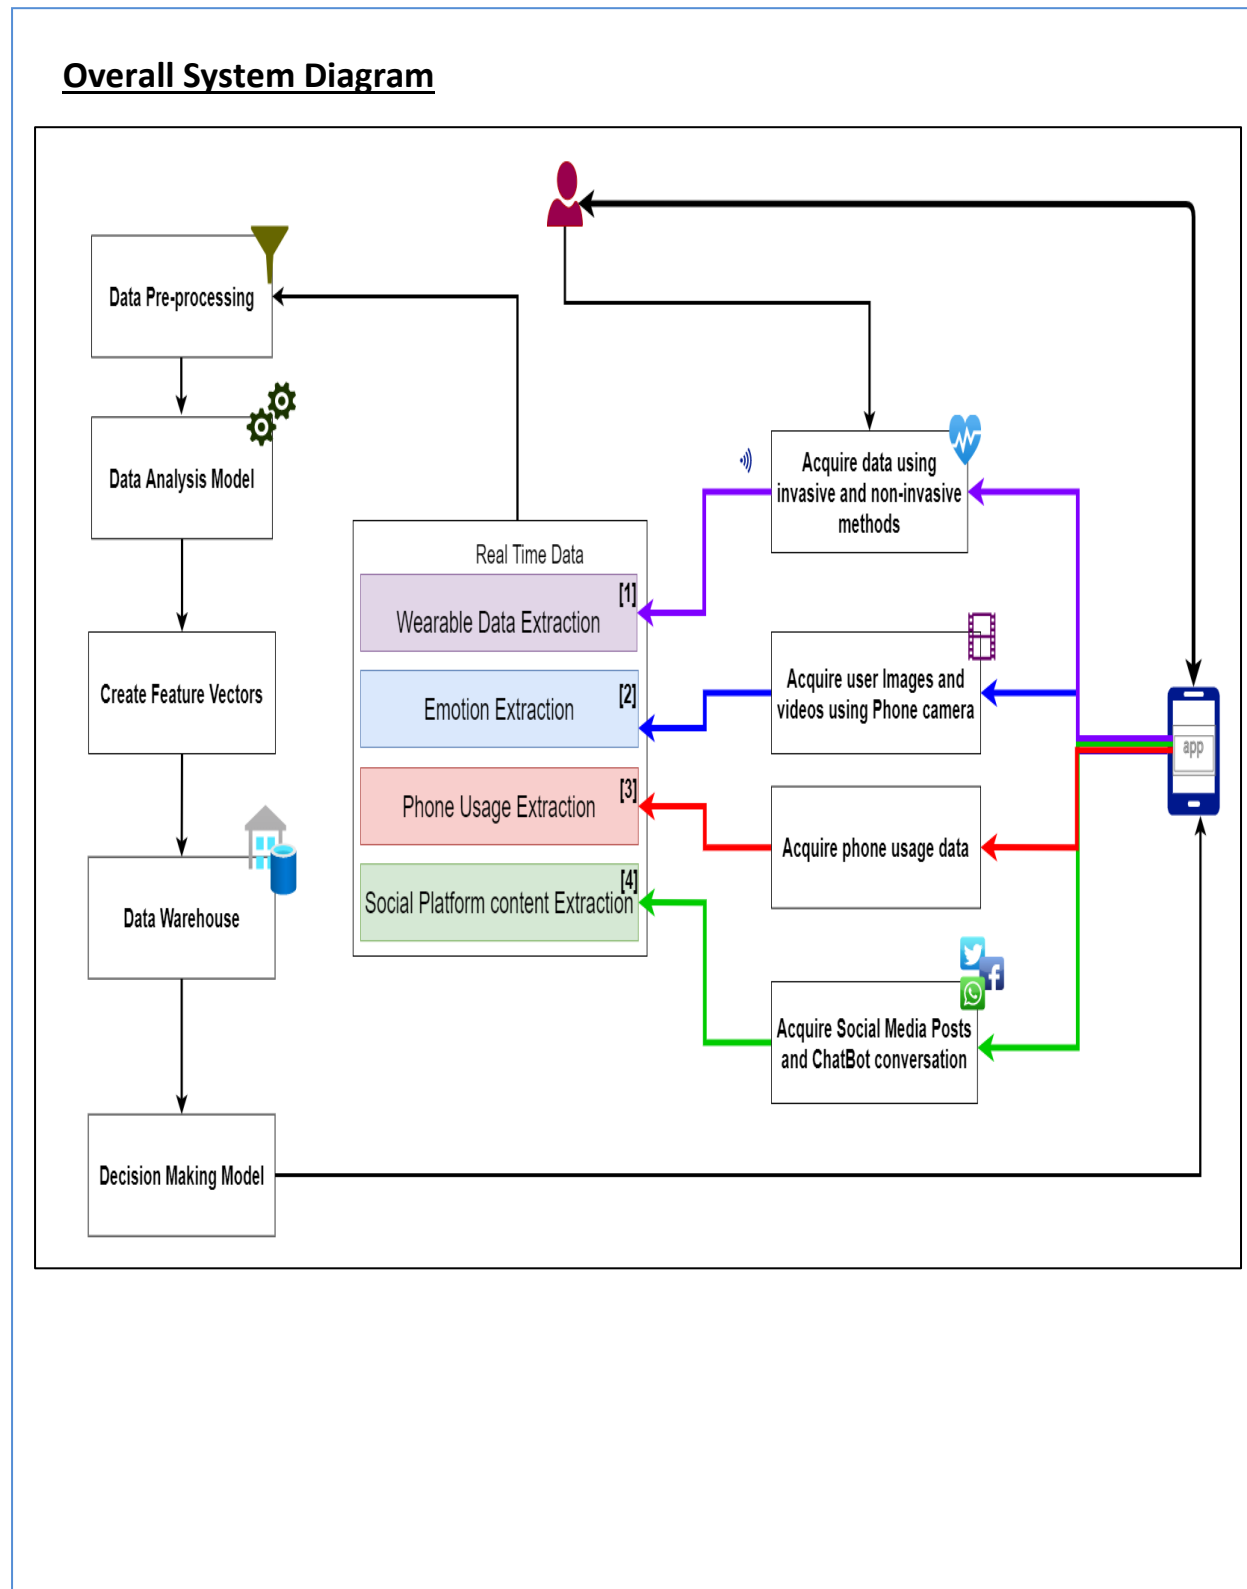 Overall System Diagram
Data Pre-processing
Data Analysis Model
Create Feature Vectors
Data Warehouse
Decision Making Model
Real Time Data
[1]
Wearable Data Extraction
[2]
Emotion Extraction
[3]
Phone Usage Extraction
[4]
Social Platform content Extraction
Acquire data using
invasive and non-invasive
methods
Acquire user Images and
videos using Phone camera
Acquire phone usage data
Acquire Social Media Posts
and ChatBot conversation
app